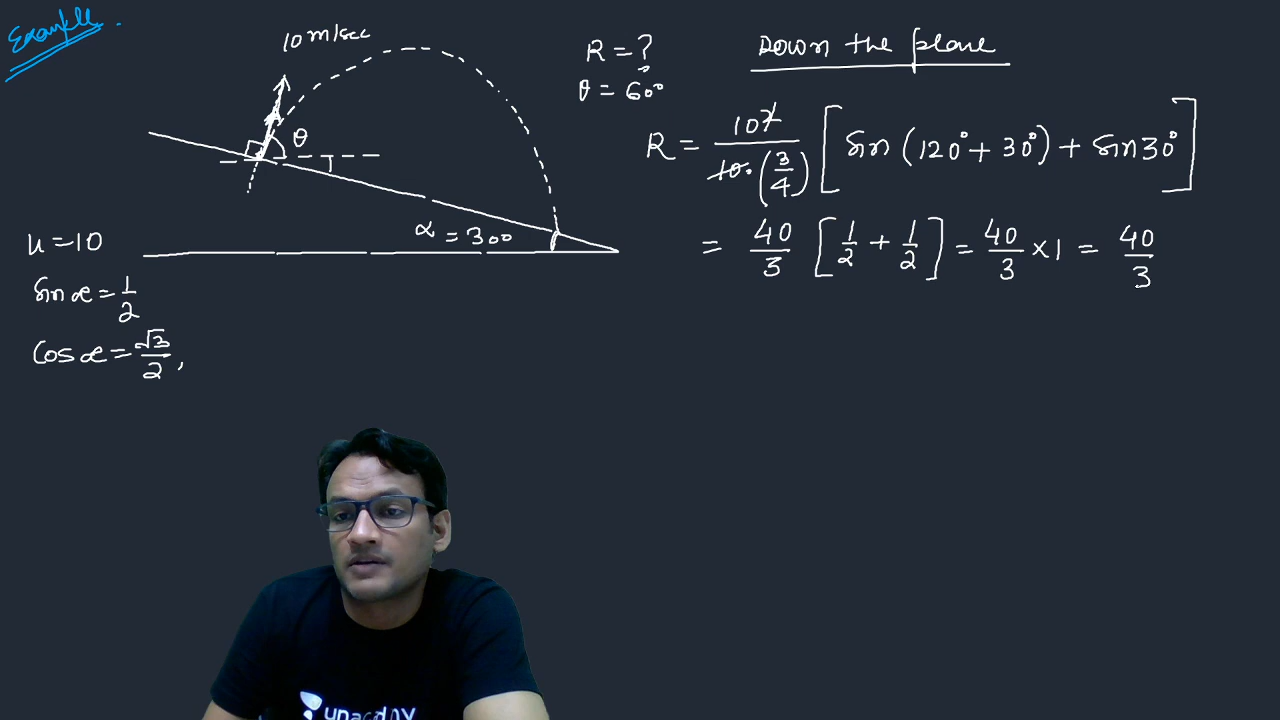 Example.
10 m/sec
θ
α = 30°
u = 10
sin α = 1/2
cos α = √3/2,
R = ?
θ = 60°
Down the plane
R = 10²/10·(3/4) [sin (120° + 30°) + sin 30°]
= 40/3 [1/2 + 1/2] = 40/3 × 1 = 40/3
unacademy